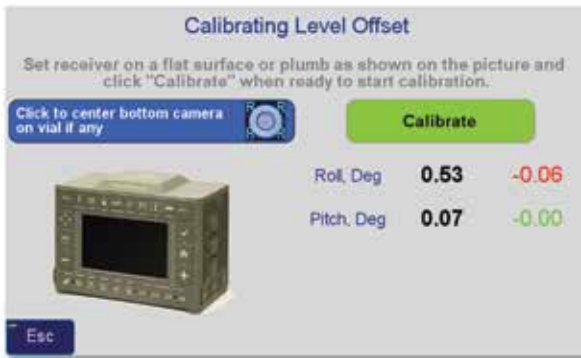 Calibrating Level Offset
Set receiver on a flat surface or plumb as shown on the picture and
click "Calibrate" when ready to start calibration.
Click to center bottom camera
on vial if any
Calibrate
Roll, Deg 0.53 -0.06
Pitch, Deg 0.07 -0.00
Esc